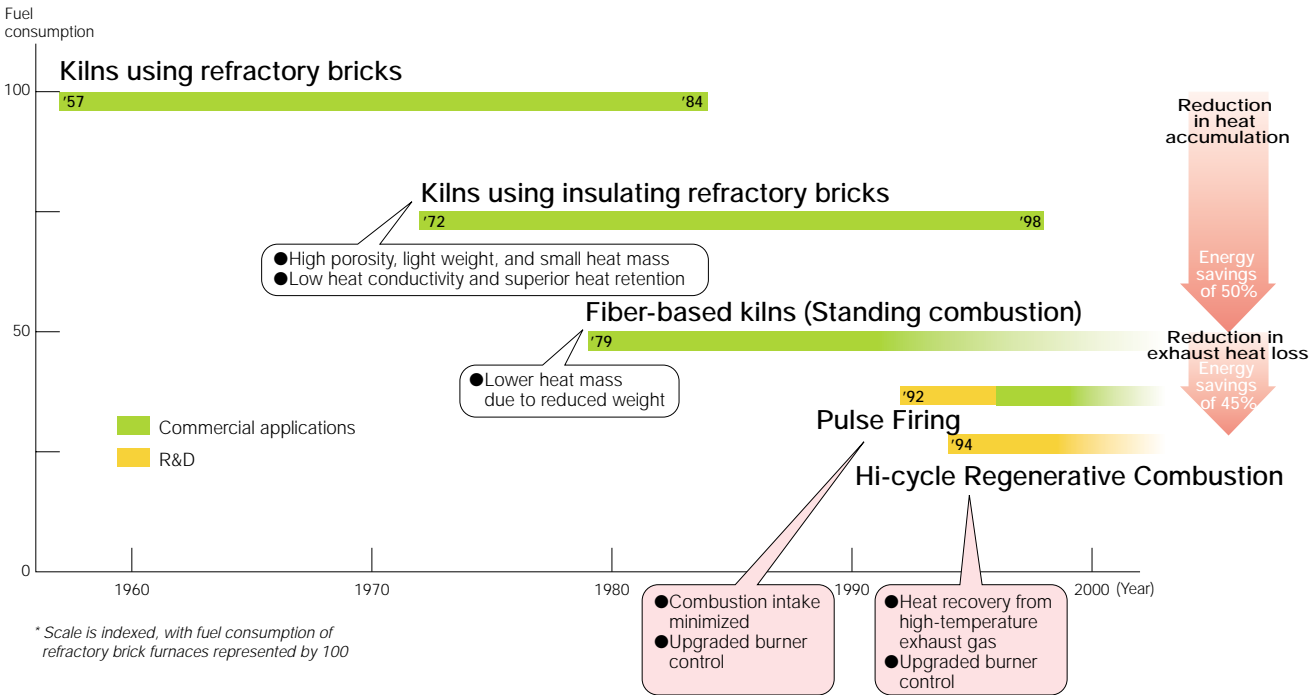 Fuel
consumption
Kilns using refractory bricks
100
'57
'84
Reduction
in heat
accumulation
Kilns using insulating refractory bricks
'72
'98
●High porosity, light weight, and small heat mass
●Low heat conductivity and superior heat retention
Energy
savings
of 50%
Fiber-based kilns (Standing combustion)
50
'79
Reduction in
exhaust heat loss
Energy
savings
of 45%
●Lower heat mass
due to reduced weight
'92
Pulse Firing
Commercial applications
R&D
'94
Hi-cycle Regenerative Combustion
0
1960
1970
1980
1990
2000
(Year)
●Combustion intake
minimized
●Upgraded burner
control
●Heat recovery from
high-temperature
exhaust gas
●Upgraded burner
control
* Scale is indexed, with fuel consumption of
refractory brick furnaces represented by 100